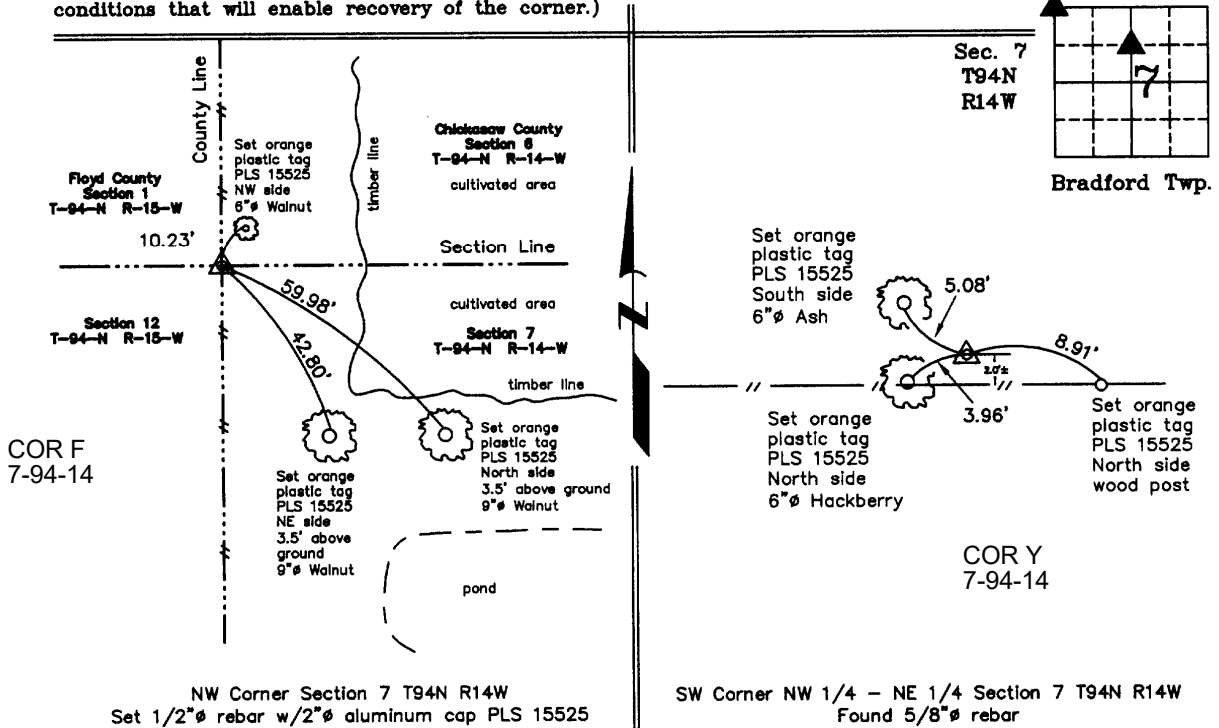 conditions that will enable recovery of the corner.)
Sec. 7
T94N
R14W
7
Bradford Twp.
County Line
Set orange
plastic tag
PLS 15525
NW side
6"ø Walnut
timber line
Chickasaw County
Section 6
T-94-N R-14-W
cultivated area
Floyd County
Section 1
T-94-N R-15-W
10.23'
Section Line
59.98'
42.80'
cultivated area
Section 7
T-94-N R-14-W
Section 12
T-94-N R-15-W
timber line
COR F
7-94-14
Set orange
plastic tag
PLS 15525
NE side
3.5' above
ground
9"ø Walnut
Set orange
plastic tag
PLS 15525
North side
3.5' above ground
9"ø Walnut
pond
NW Corner Section 7 T94N R14W
Set 1/2"ø rebar w/2"ø aluminum cap PLS 15525
N
Set orange
plastic tag
PLS 15525
South side
6"ø Ash
5.08'
8.91'
2.0'±
3.96'
Set orange
plastic tag
PLS 15525
North side
6"ø Hackberry
Set orange
plastic tag
PLS 15525
North side
wood post
COR Y
7-94-14
SW Corner NW 1/4 - NE 1/4 Section 7 T94N R14W
Found 5/8"ø rebar